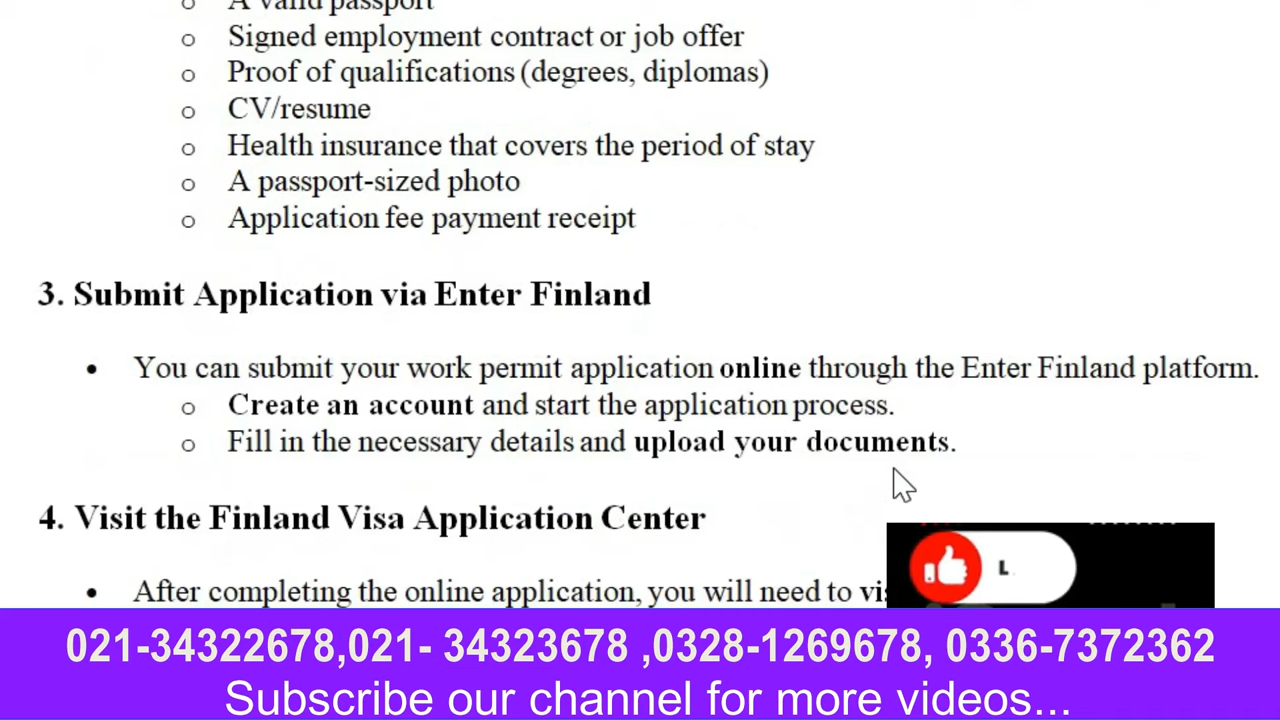 o A valid passport
o Signed employment contract or job offer
o Proof of qualifications (degrees, diplomas)
o CV/resume
o Health insurance that covers the period of stay
o A passport-sized photo
o Application fee payment receipt
3. Submit Application via Enter Finland
• You can submit your work permit application online through the Enter Finland platform.
o Create an account and start the application process.
o Fill in the necessary details and upload your documents.
4. Visit the Finland Visa Application Center
• After completing the online application, you will need to
L
021-34322678,021- 34323678 ,0328-1269678, 0336-7372362
Subscribe our channel for more videos...